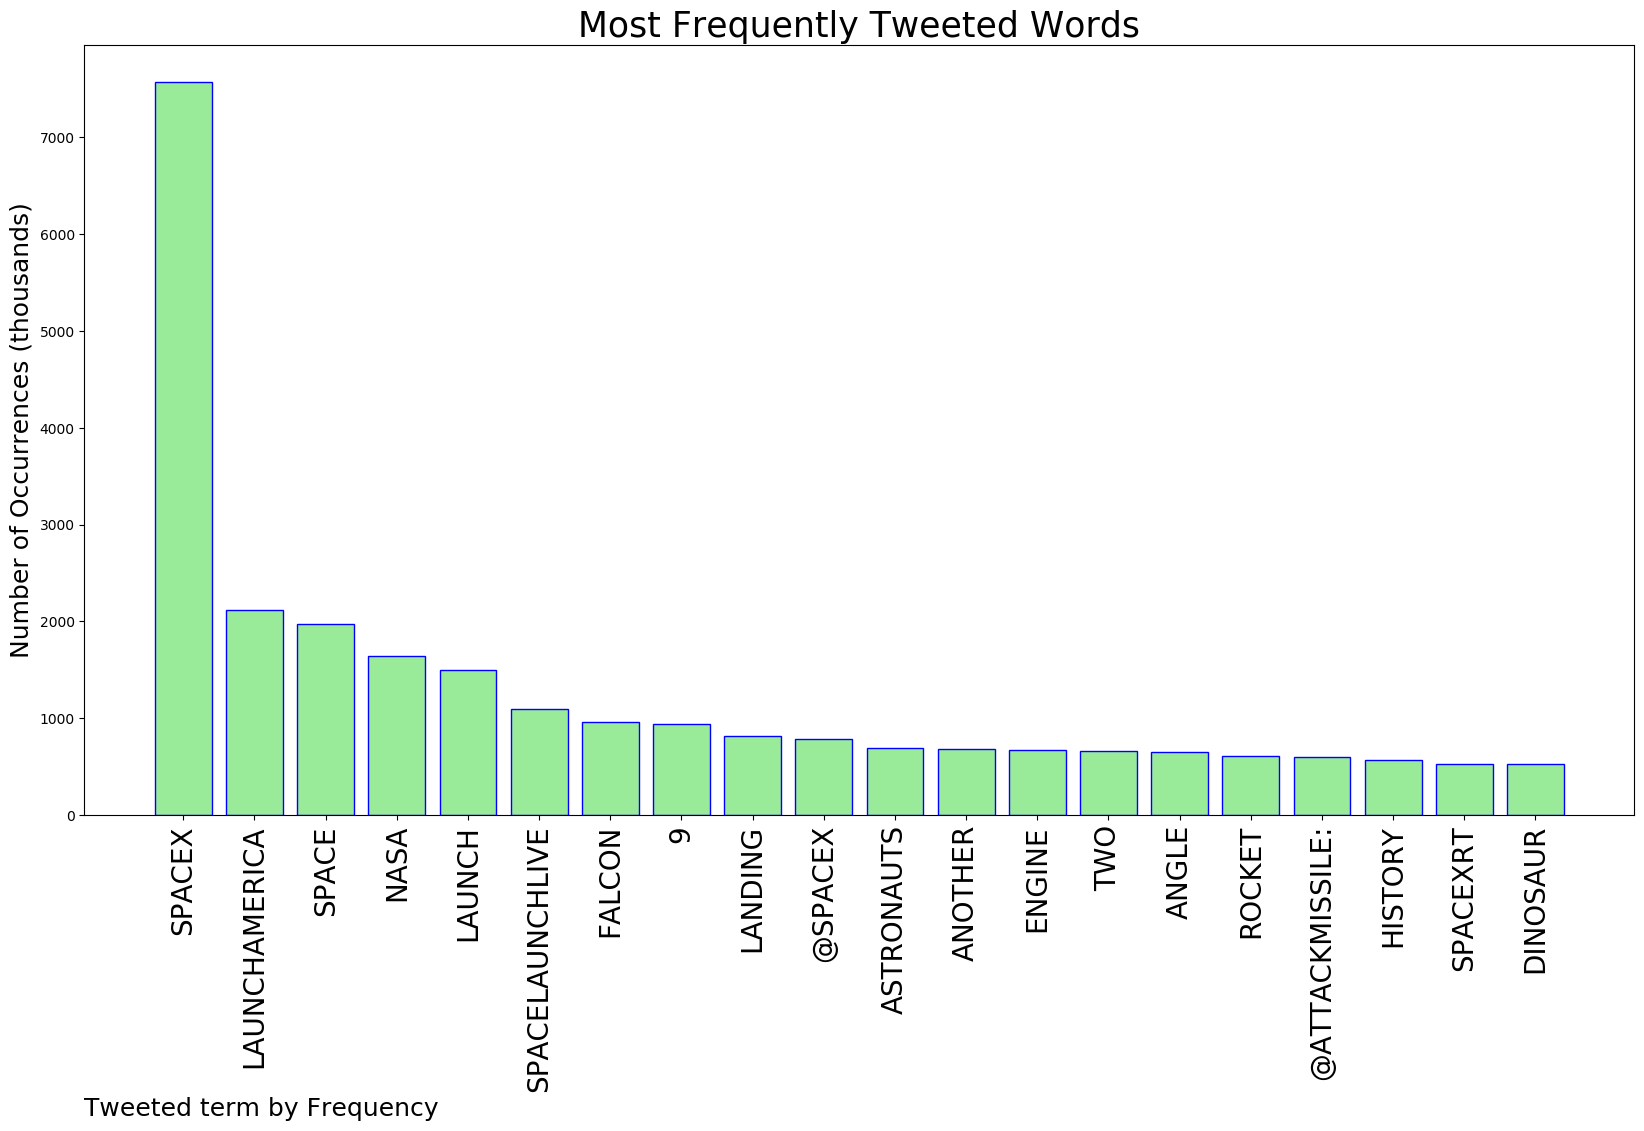 Most Frequently Tweeted Words
Number of Occurrences (thousands)
7000
6000
5000
4000
3000
2000
1000
0
SPACEX
LAUNCHAMERICA
SPACE
NASA
LAUNCH
SPACELAUNCHLIVE
FALCON
9
LANDING
@SPACEX
ASTRONAUTS
ANOTHER
ENGINE
TWO
ANGLE
ROCKET
@ATTACKMISSILE:
HISTORY
SPACEXRT
DINOSAUR
Tweeted term by Frequency